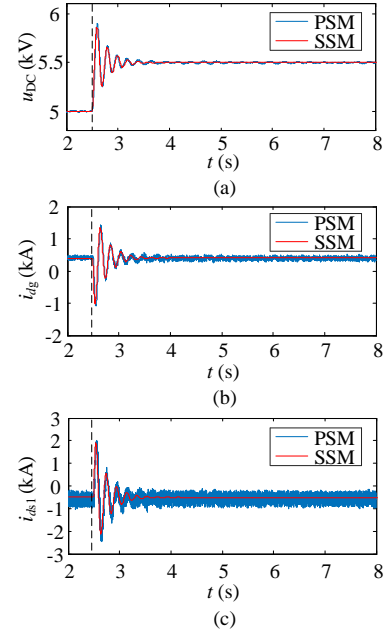 6
5.5
5
u_DC (kV)
PSM
SSM
2 3 4 5 6 7 8
t (s)
(a)
2
1
0
-1
-2
i_dg (kA)
PSM
SSM
2 3 4 5 6 7 8
t (s)
(b)
3
2
1
0
-1
-2
-3
i_ds1 (kA)
PSM
SSM
2 3 4 5 6 7 8
t (s)
(c)